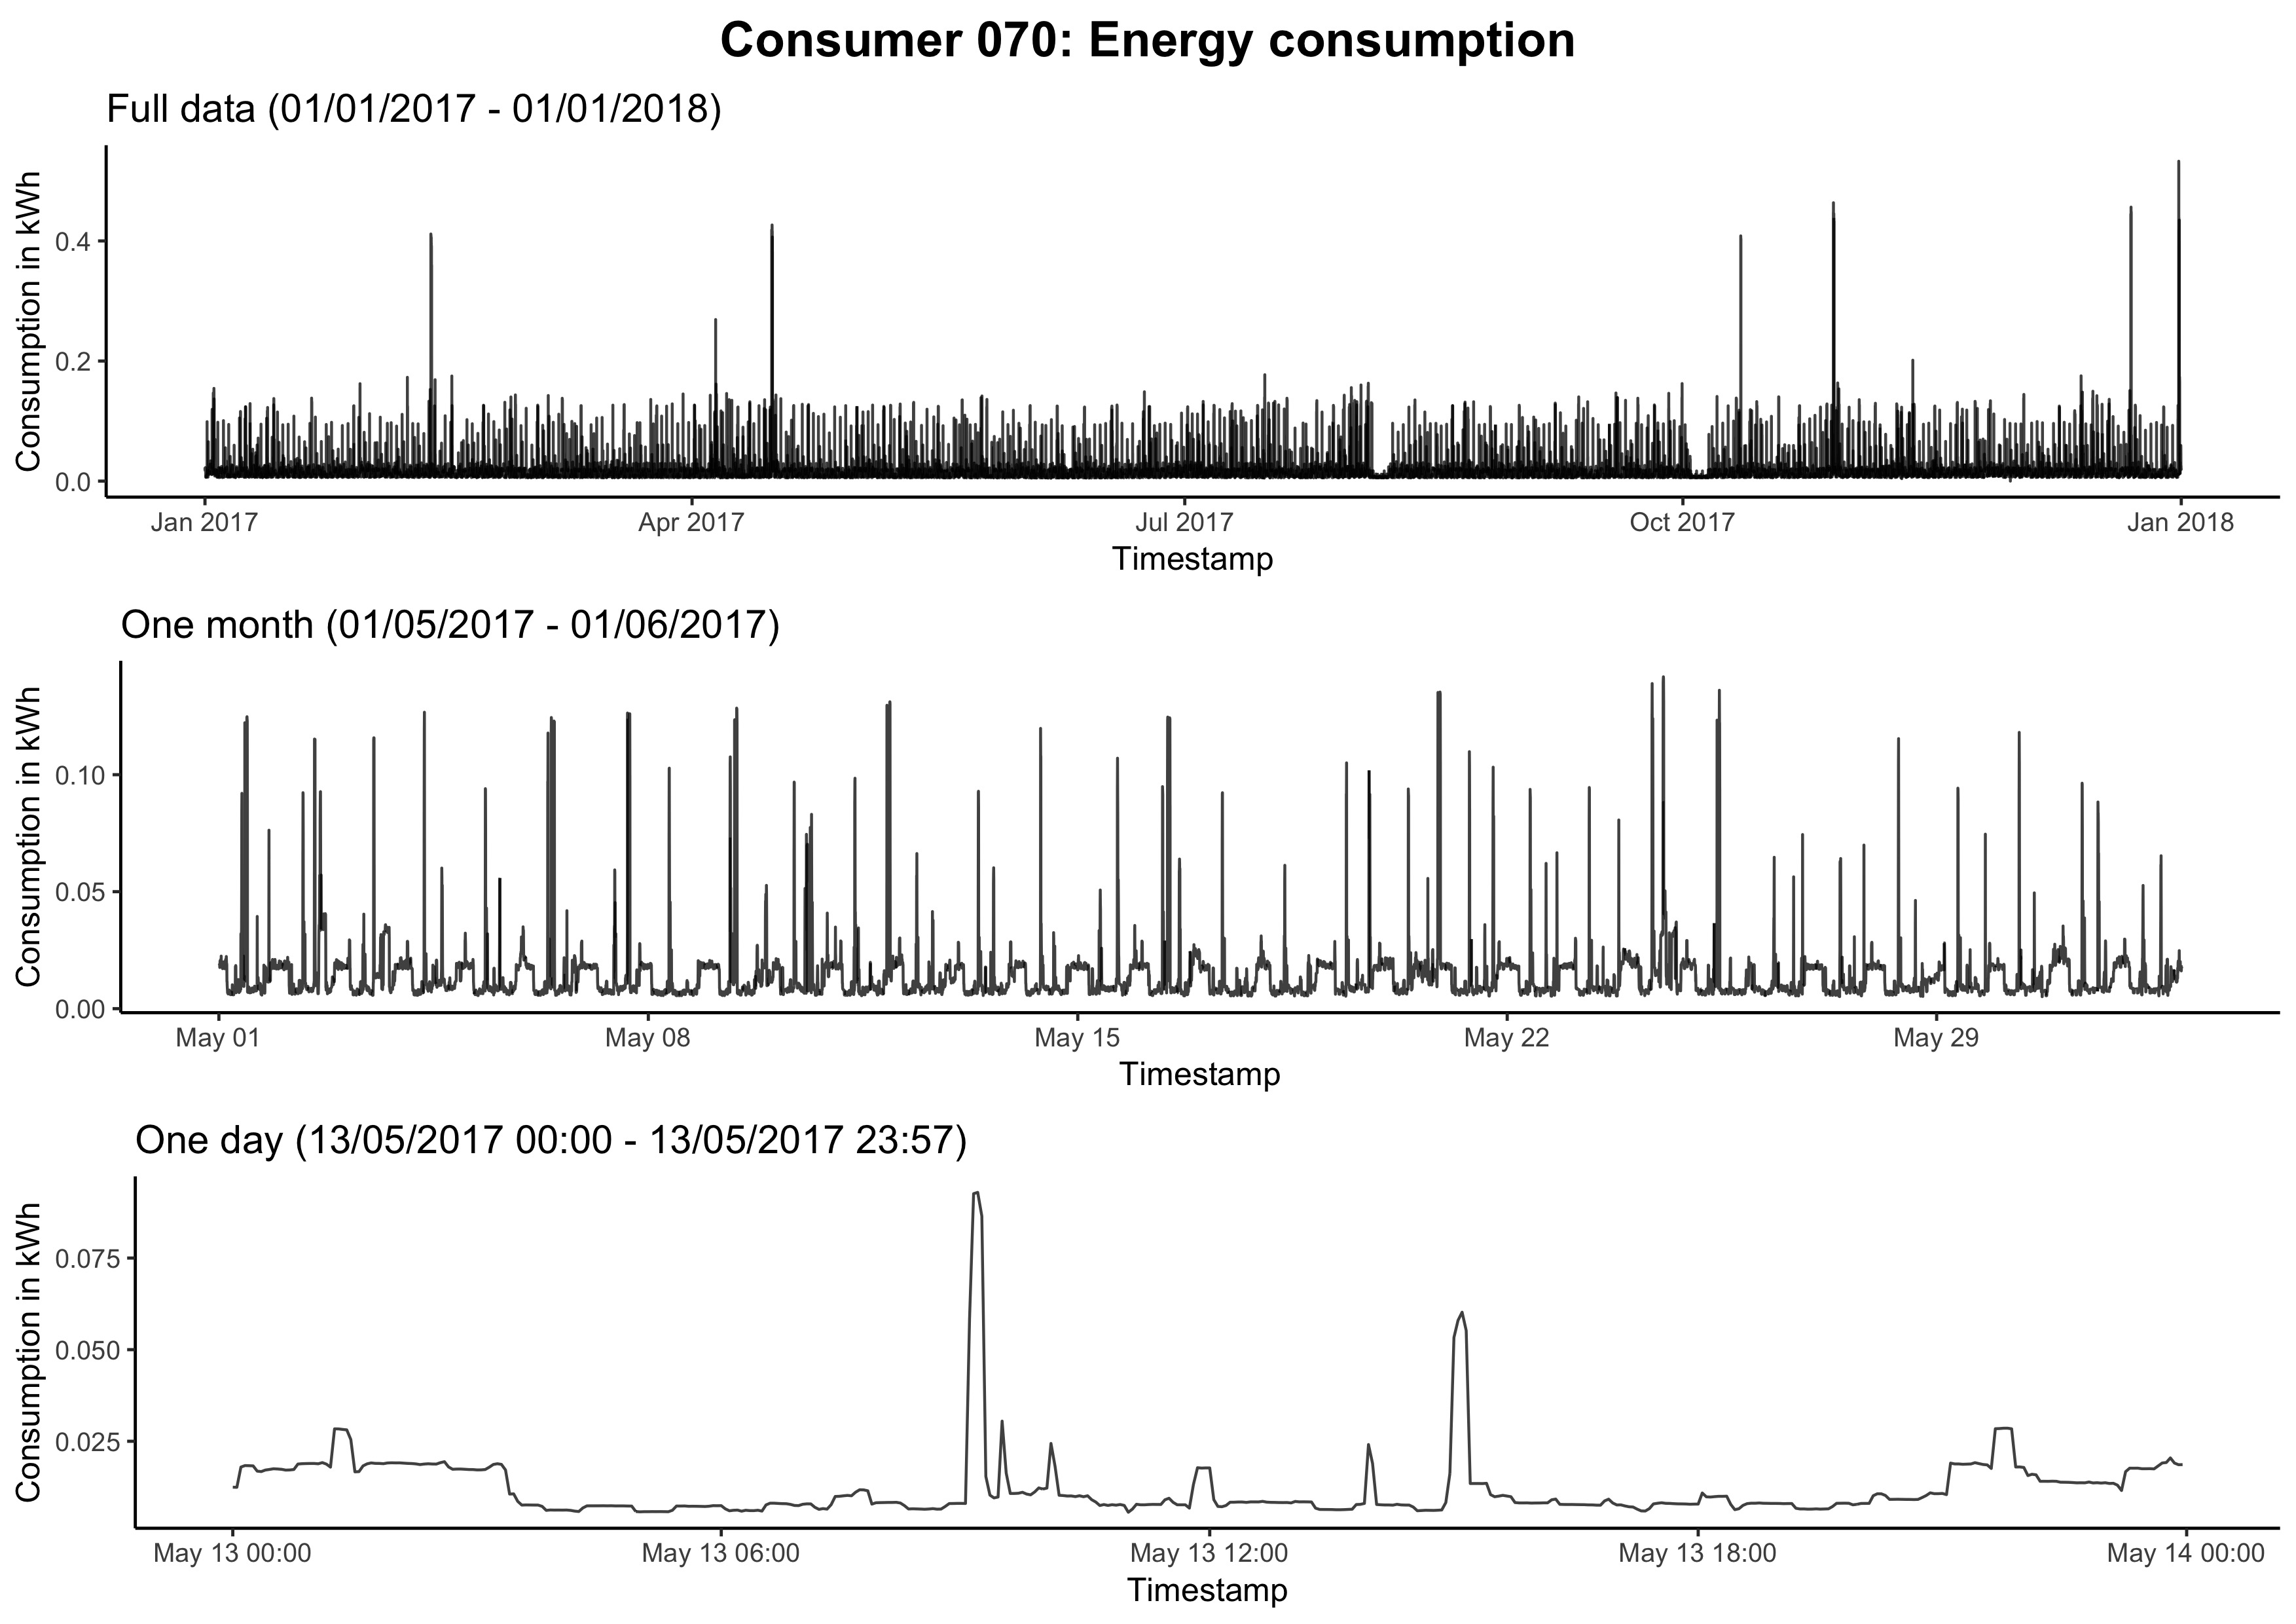 Consumer 070: Energy consumption
Full data (01/01/2017 - 01/01/2018)
Consumption in kWh
0.4
0.2
0.0
Jan 2017 Apr 2017 Jul 2017 Oct 2017 Jan 2018
Timestamp
One month (01/05/2017 - 01/06/2017)
Consumption in kWh
0.10
0.05
0.00
May 01 May 08 May 15 May 22 May 29
Timestamp
One day (13/05/2017 00:00 - 13/05/2017 23:57)
Consumption in kWh
0.075
0.050
0.025
May 13 00:00 May 13 06:00 May 13 12:00 May 13 18:00 May 14 00:00
Timestamp